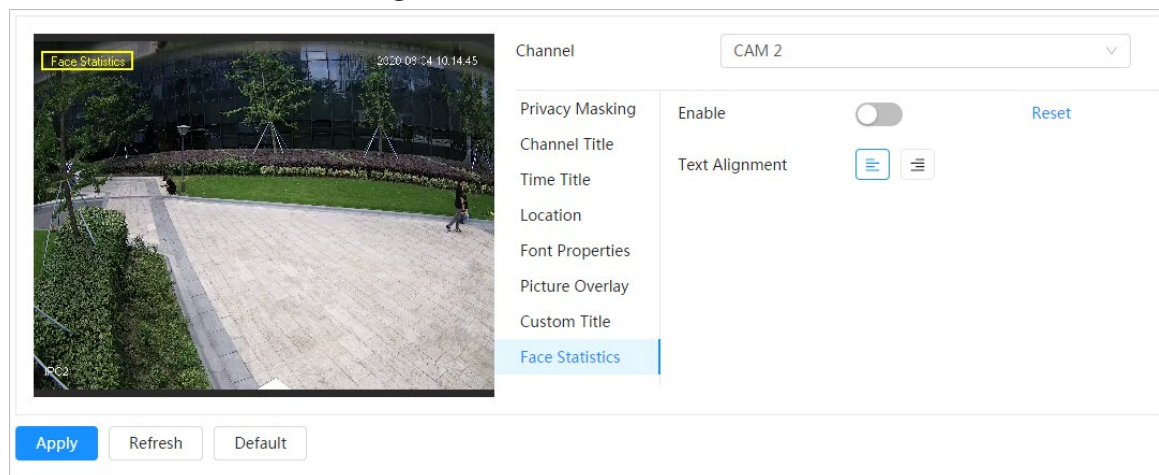 Channel
CAM 2
Face Statistics
2020-09-04 10:14:45
Privacy Masking
Enable
Reset
Channel Title
Text Alignment
Time Title
Location
Font Properties
Picture Overlay
Custom Title
Face Statistics
IPC2
Apply
Refresh
Default